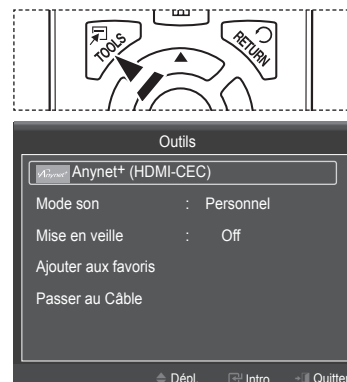 TOOLS
RETURN
Outils
Anynet+ Anynet+ (HDMI-CEC)
Mode son : Personnel
Mise en veille : Off
Ajouter aux favoris
Passer au Câble
Dépl. Intro Quitter